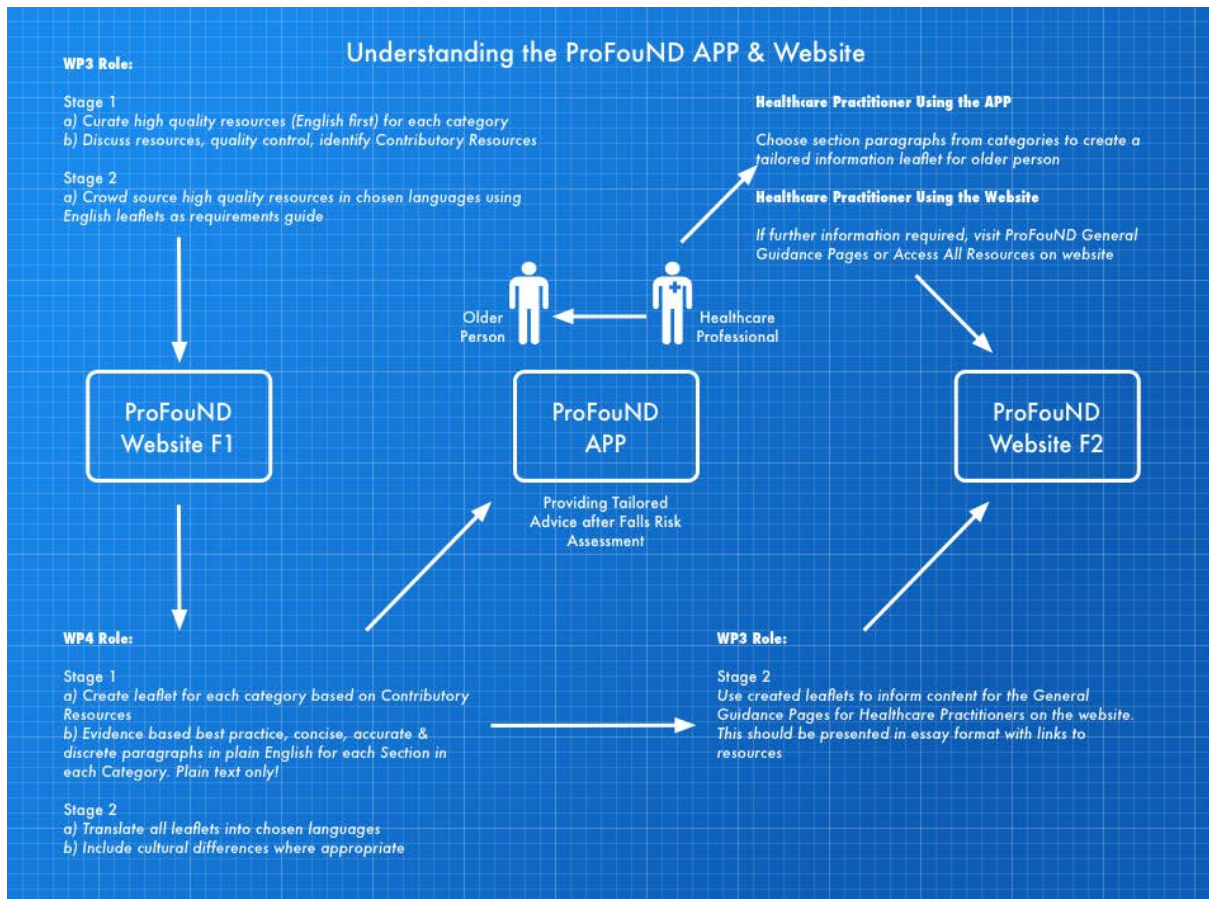 Understanding the ProFouND APP & Website
WP3 Role:
Stage 1
a) Curate high quality resources (English first) for each category
b) Discuss resources, quality control, identify Contributory Resources
Stage 2
a) Crowd source high quality resources in chosen languages using
English leaflets as requirements guide
Healthcare Practitioner Using the APP
Choose section paragraphs from categories to create a
tailored information leaflet for older person
Healthcare Practitioner Using the Website
If further information required, visit ProFouND General
Guidance Pages or Access All Resources on website
Older
Person
Healthcare
Professional
ProFouND
Website F1
ProFouND
APP
Providing Tailored
Advice after Falls Risk
Assessment
ProFouND
Website F2
WP4 Role:
Stage 1
a) Create leaflet for each category based on Contributory
Resources
b) Evidence based best practice, concise, accurate &
discrete paragraphs in plain English for each Section in
each Category. Plain text only!
Stage 2
a) Translate all leaflets into chosen languages
b) Include cultural differences where appropriate
WP3 Role:
Stage 2
Use created leaflets to inform content for the General
Guidance Pages for Healthcare Practitioners on the website.
This should be presented in essay format with links to
resources